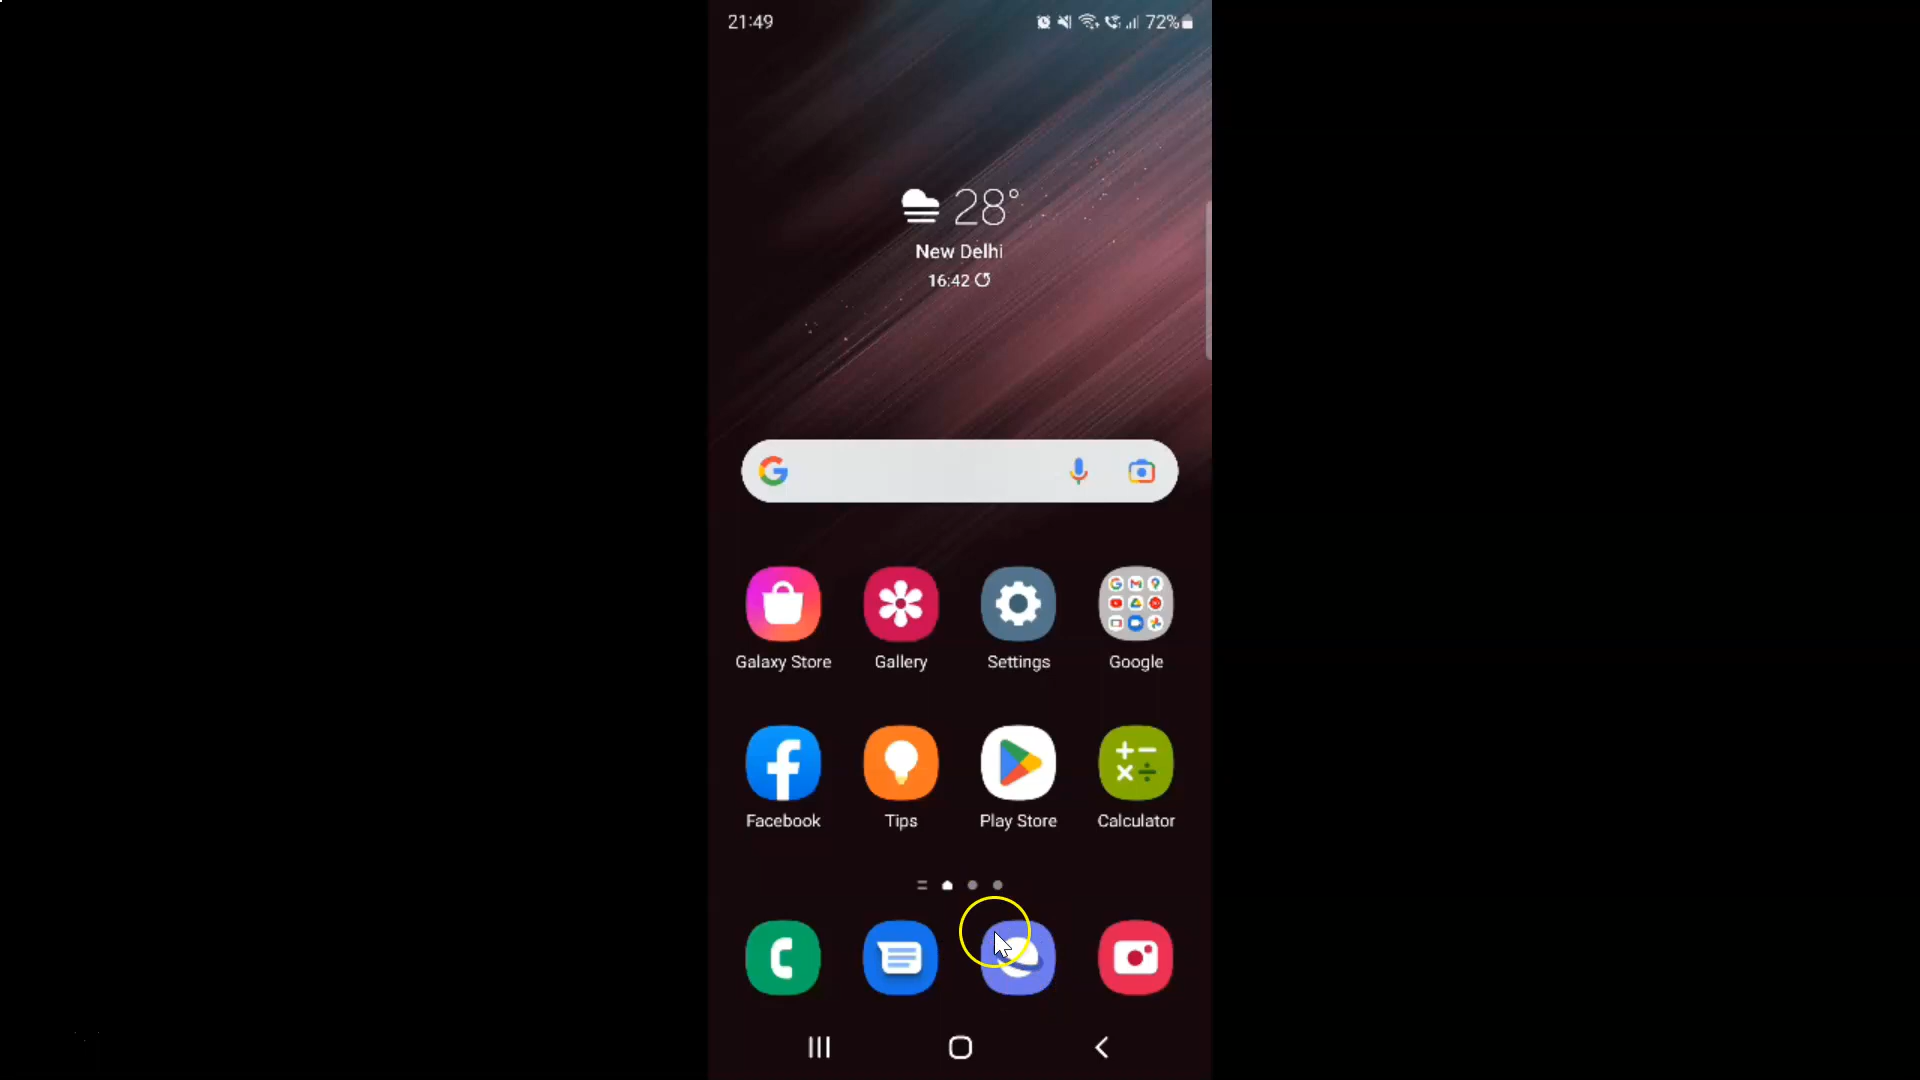 21:49 72%
28°
New Delhi
16:42
Galaxy Store Gallery Settings Google
Facebook Tips Play Store Calculator